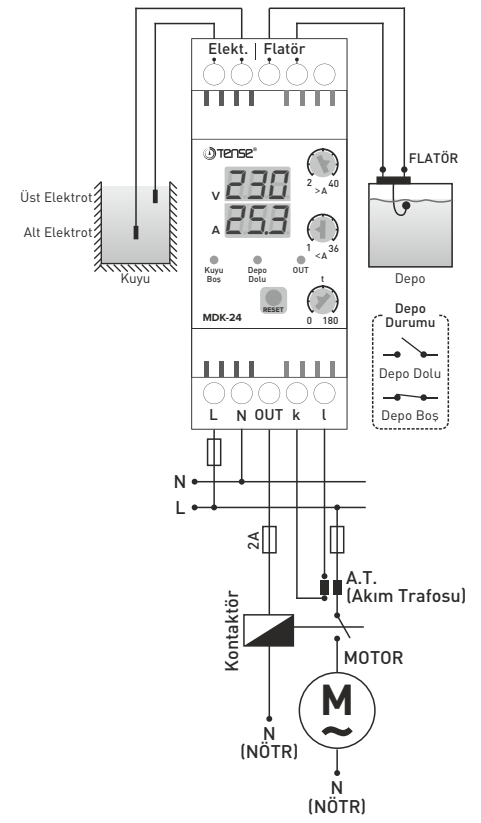 Elekt. | Flatör
TENSE®
V 230
A 25.3
2 40
>A
1 36
<A
Kuyu Boş
Depo Dolu
OUT
t
RESET
MDK-24
0 180
L N OUT k l
Üst Elektrot
Alt Elektrot
Kuyu
FLATÖR
Depo
Depo Durumu
Depo Dolu
Depo Boş
N
L
2A
A.T.
(Akım Trafosu)
Kontaktör
MOTOR
M
~
N
(NÖTR)
N
(NÖTR)